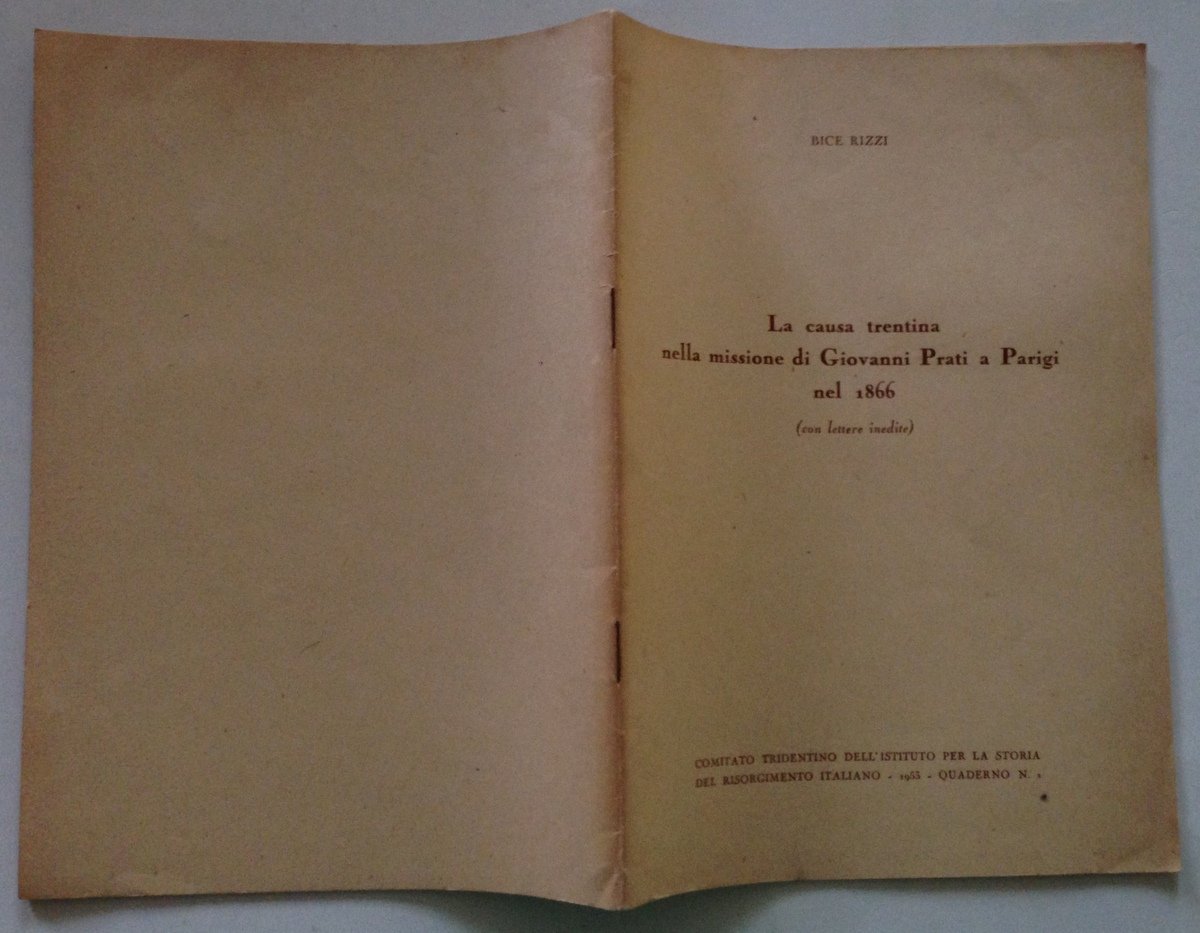 BICE RIZZI
La causa trentina
nella missione di Giovanni Prati a Parigi
nel 1866
(con lettere inedite)
COMITATO TRIDENTINO DELL'ISTITUTO PER LA STORIA
DEL RISORGIMENTO ITALIANO - 1953 - QUADERNO N.